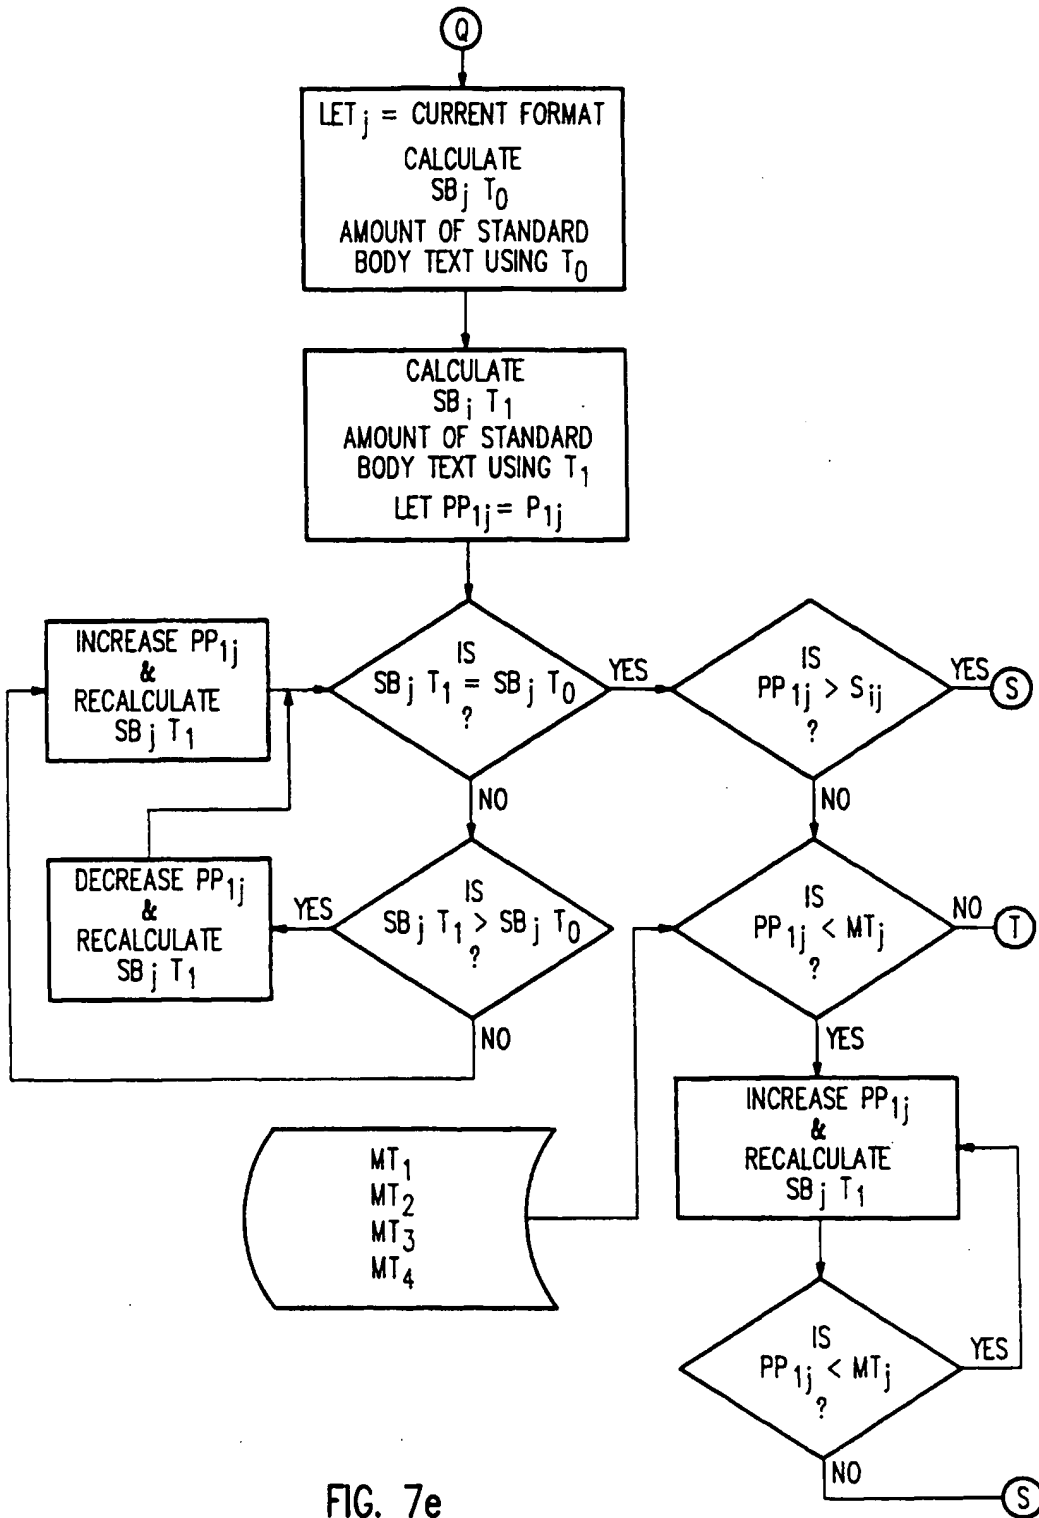 Q
LET j = CURRENT FORMAT
CALCULATE
SBj T0
AMOUNT OF STANDARD
BODY TEXT USING T0
CALCULATE
SBj T1
AMOUNT OF STANDARD
BODY TEXT USING T1
LET PP1j = P1j
INCREASE PP1j
&
RECALCULATE
SBj T1
IS
SBj T1 = SBj T0
?
YES
NO
IS
PP1j > Sij
?
YES
S
NO
DECREASE PP1j
&
RECALCULATE
SBj T1
YES
IS
SBj T1 > SBj T0
?
NO
IS
PP1j < MTj
?
NO
T
YES
MT1
MT2
MT3
MT4
INCREASE PP1j
&
RECALCULATE
SBj T1
IS
PP1j < MTj
?
YES
NO
S
FIG. 7e